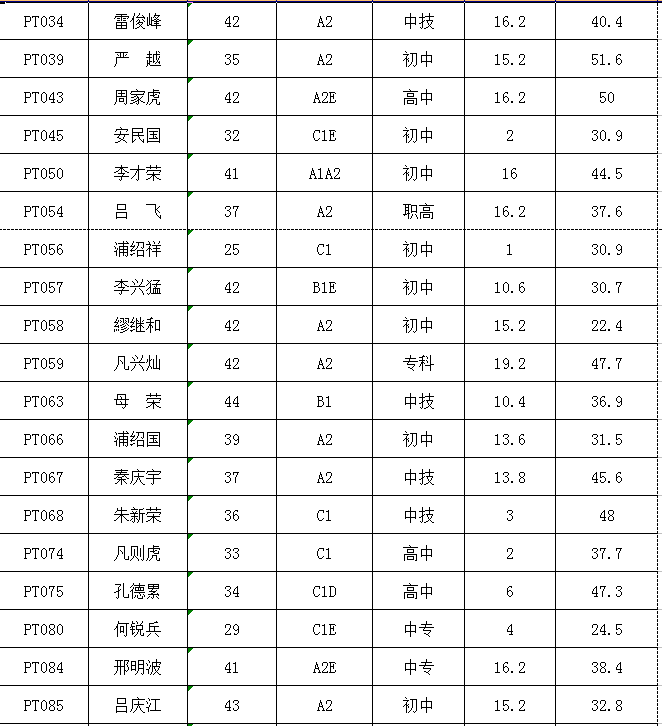 PT034 雷俊峰 42 A2 中技 16.2 40.4
PT039 严　越 35 A2 初中 15.2 51.6
PT043 周家虎 42 A2E 高中 16.2 50
PT045 安民国 32 C1E 初中 2 30.9
PT050 李才荣 41 A1A2 初中 16 44.5
PT054 吕　飞 37 A2 职高 16.2 37.6
PT056 浦绍祥 25 C1 初中 1 30.9
PT057 李兴猛 42 B1E 初中 10.6 30.7
PT058 繆继和 42 A2 初中 15.2 22.4
PT059 凡兴灿 42 A2 专科 19.2 47.7
PT063 母　荣 44 B1 中技 10.4 36.9
PT066 浦绍国 39 A2 初中 13.6 31.5
PT067 秦庆宇 37 A2 中技 13.8 45.6
PT068 朱新荣 36 C1 中技 3 48
PT074 凡则虎 33 C1 高中 2 37.7
PT075 孔德累 34 C1D 高中 6 47.3
PT080 何锐兵 29 C1E 中专 4 24.5
PT084 邢明波 41 A2E 中专 16.2 38.4
PT085 吕庆江 43 A2 初中 15.2 32.8